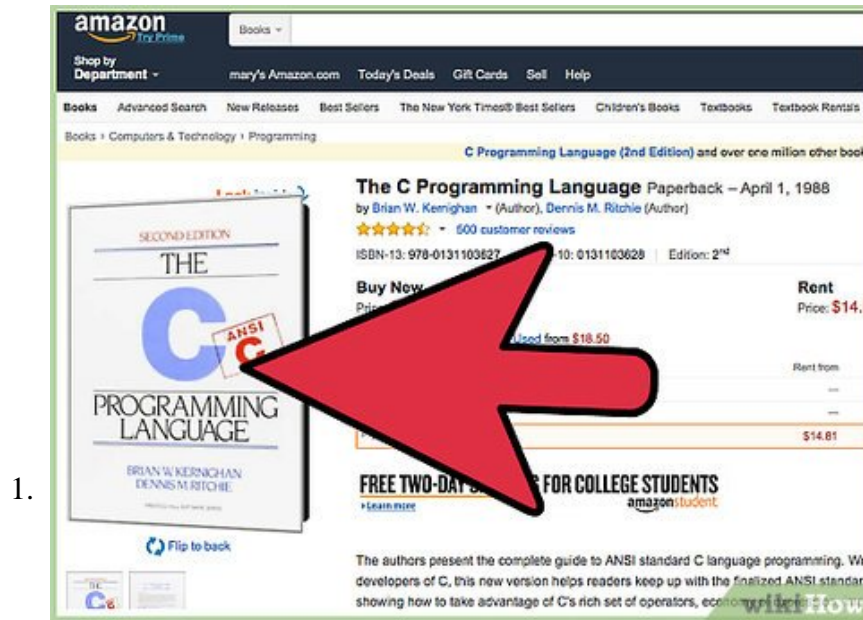 amazon
Try Prime
Books
Shop by
Department
mary's Amazon.com Today's Deals Gift Cards Sell Help
Books Advanced Search New Releases Best Sellers The New York Times® Best Sellers Children's Books Textbooks Textbook Rentals
Books › Computers & Technology › Programming
C Programming Language (2nd Edition) and over one million other book
The C Programming Language Paperback – April 1, 1988
by Brian W. Kernighan (Author), Dennis M. Ritchie (Author)
500 customer reviews
ISBN-13: 978-0131103627 -10: 0131103628 Edition: 2nd
SECOND EDITION
THE
C
ANSI
C
PROGRAMMING
LANGUAGE
BRIAN W. KERNIGHAN
DENNIS M. RITCHIE
Flip to back
Buy New
Rent
Price: $14.
Used from $18.50
Rent from
---
---
$14.81
FREE TWO-DAY FOR COLLEGE STUDENTS
Learn more
amazonstudent
The authors present the complete guide to ANSI standard C language programming.
developers of C, this new version helps readers keep up with the finalized ANSI standar
showing how to take advantage of C's rich set of operators,
wikiHow
1.